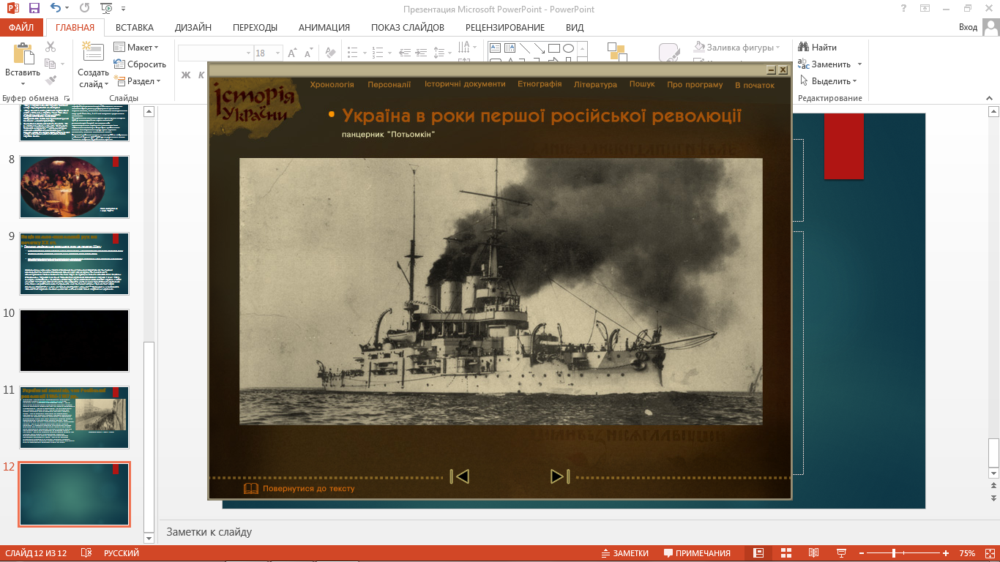 Презентация Microsoft PowerPoint - PowerPoint
ФАЙЛ ГЛАВНАЯ ВСТАВКА ДИЗАЙН ПЕРЕХОДЫ АНИМАЦИЯ ПОКАЗ СЛАЙДОВ РЕЦЕНЗИРОВАНИЕ ВИД Вход
Вставить
Буфер обмена
Создать
слайд
Макет
Сбросить
Раздел
Слайды
18
Ж К
Заливка фигуры
Найти
Заменить
Выделить
Редактирование
історія
України
Хронологія Персоналії Історичні документи Етнографія Література Пошук Про програму В початок
Україна в роки першої російської революції
панцерник "Потьомкін"
Повернутися до тексту
8
9
10
11
12
Заметки к слайду
СЛАЙД 12 ИЗ 12 РУССКИЙ ЗАМЕТКИ ПРИМЕЧАНИЯ 75%